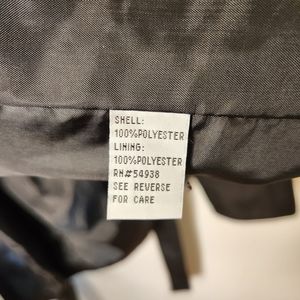 SHELL:
100%POLYESTER
LINING:
100%POLYESTER
RN#54938
SEE REVERSE
FOR CARE